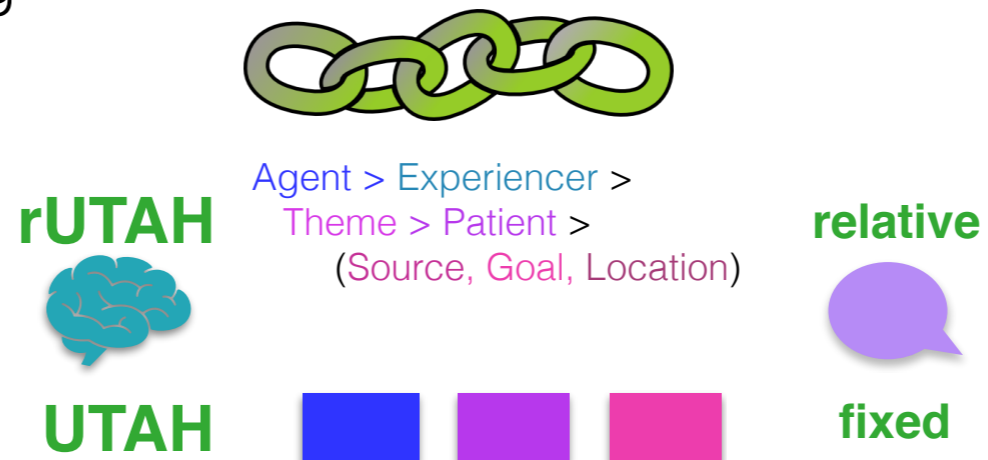 Agent > Experiencer >
rUTAH
Theme > Patient >
relative
(Source, Goal, Location)
UTAH
fixed